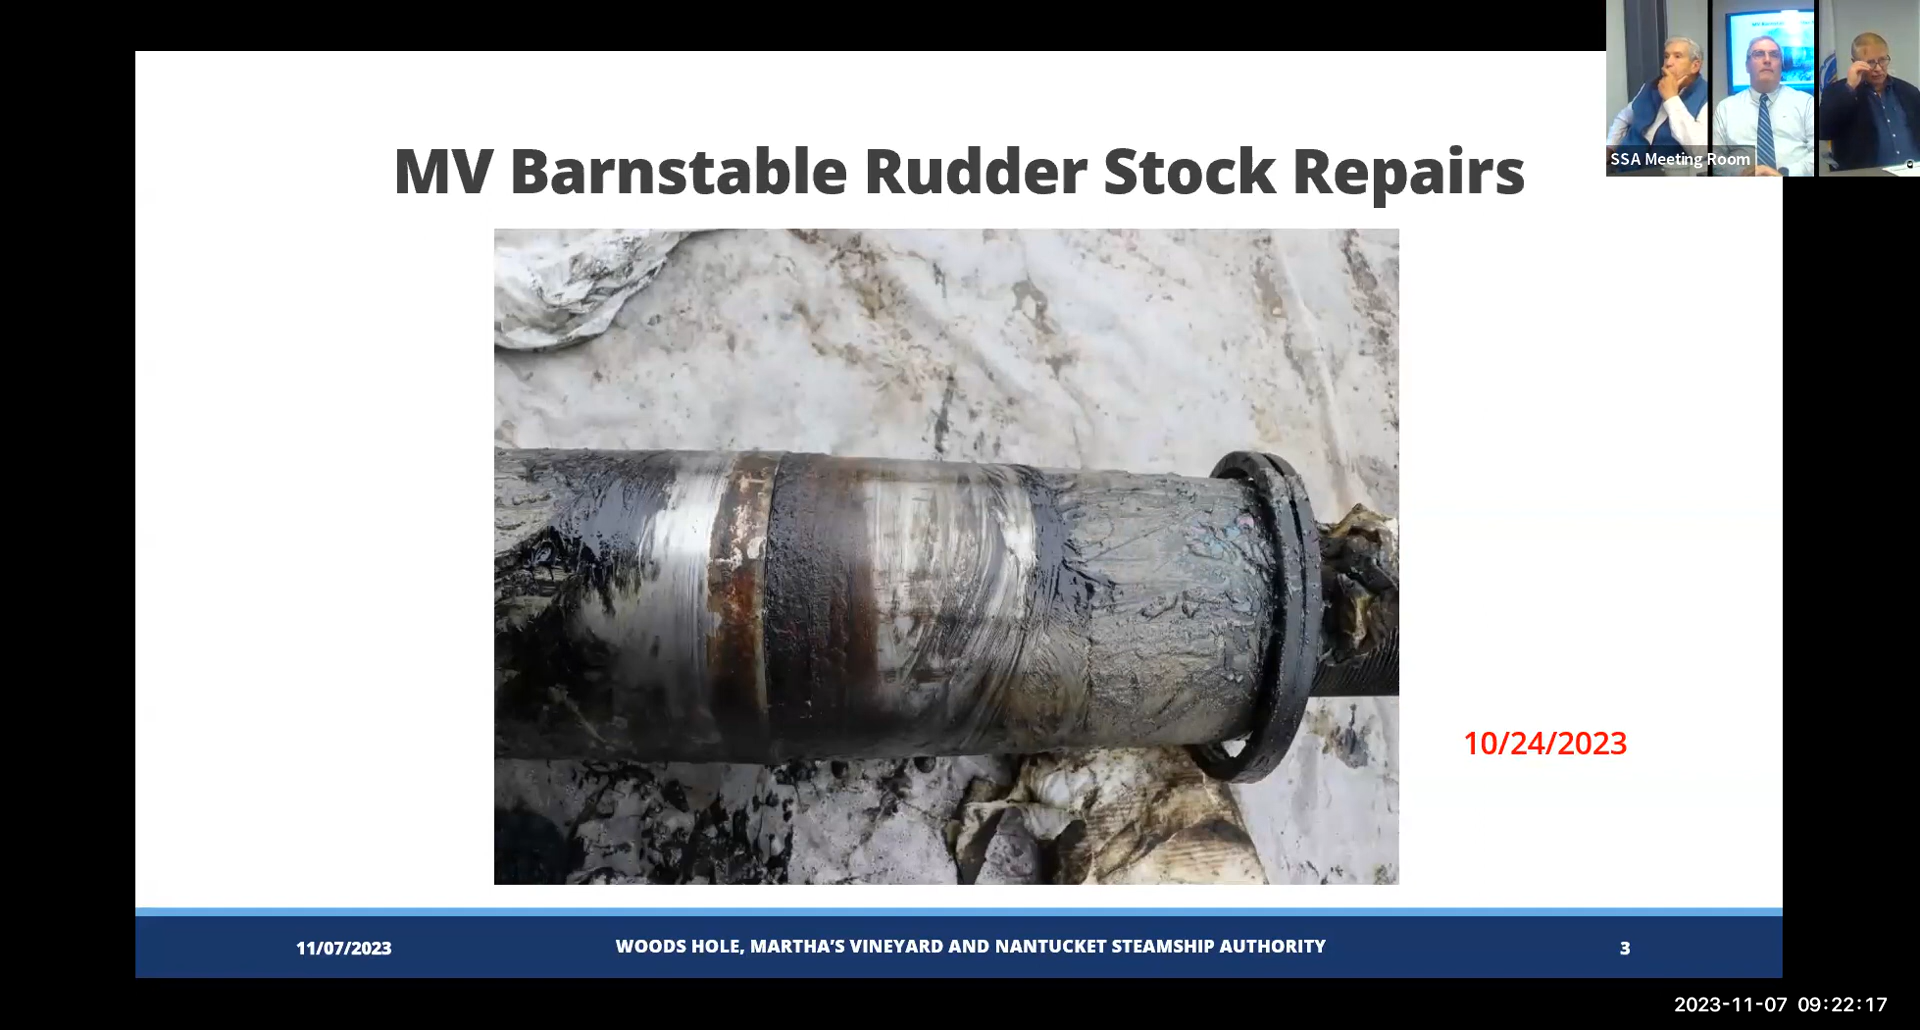 SSA Meeting Room
MV Barnstable Rudder Stock Repairs
10/24/2023
11/07/2023
WOODS HOLE, MARTHA'S VINEYARD AND NANTUCKET STEAMSHIP AUTHORITY
3
2023-11-07 09:22:17